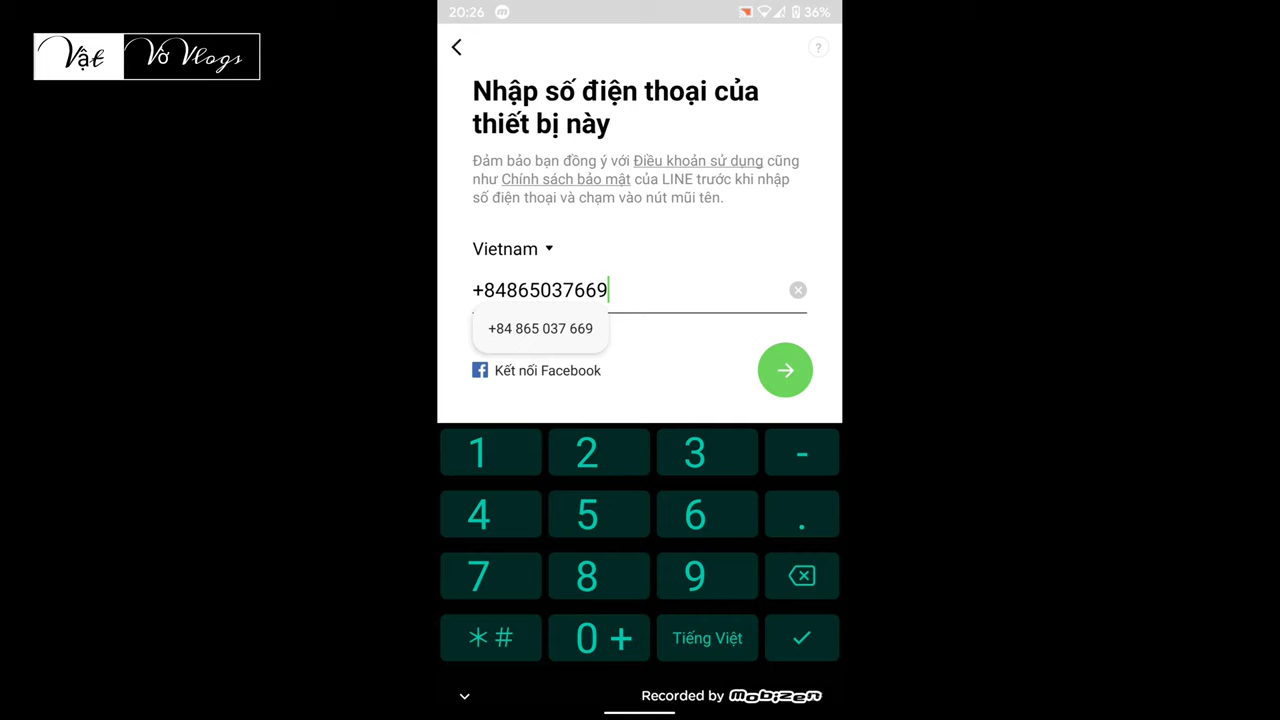 20:26
36%
Vật Vờ Vlogs
?
Nhập số điện thoại của
thiết bị này
Đảm bảo bạn đồng ý với Điều khoản sử dụng cũng
như Chính sách bảo mật của LINE trước khi nhập
số điện thoại và chạm vào nút mũi tên.
Vietnam
+84865037669
+84 865 037 669
Kết nối Facebook
1 2 3 -
4 5 6 .
7 8 9
*# 0 + Tiếng Việt
Recorded by mobizen